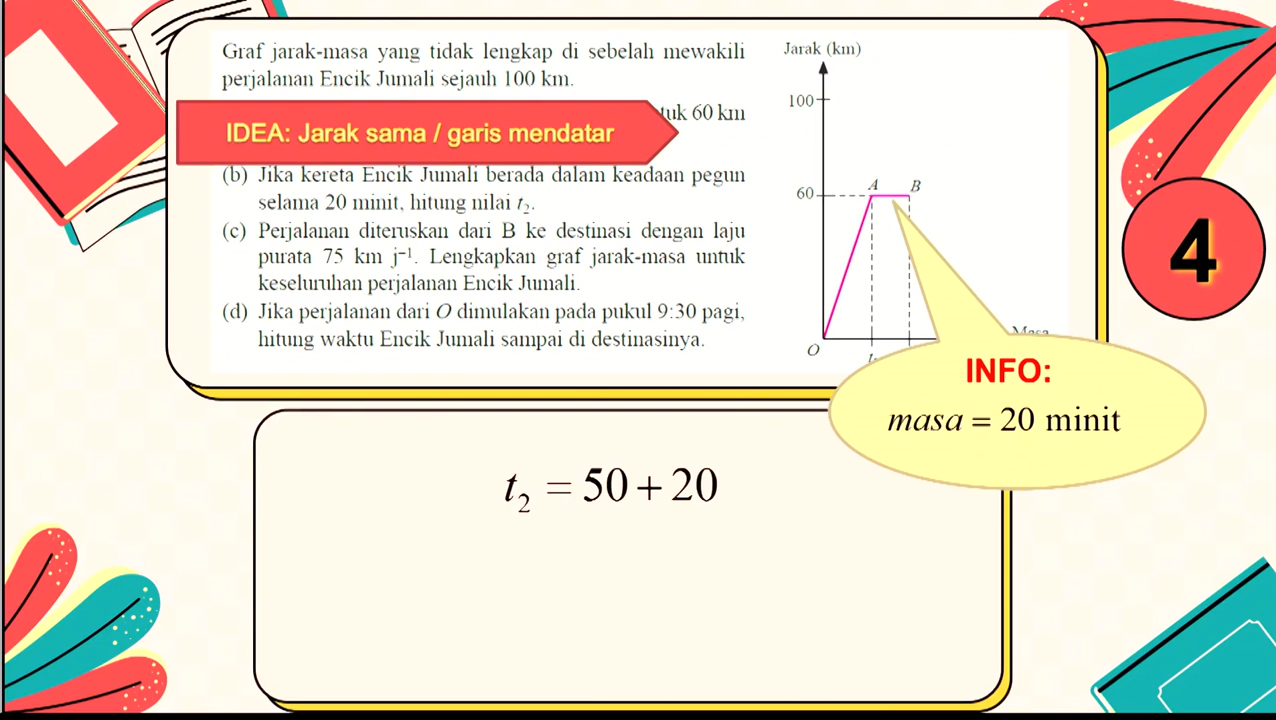 Graf jarak-masa yang tidak lengkap di sebelah mewakili
perjalanan Encik Jumali sejauh 100 km.
60 km
IDEA: Jarak sama / garis mendatar
(b) Jika kereta Encik Jumali berada dalam keadaan pegun
selama 20 minit, hitung nilai t₂.
(c) Perjalanan diteruskan dari B ke destinasi dengan laju
purata 75 km j⁻¹. Lengkapkan graf jarak-masa untuk
keseluruhan perjalanan Encik Jumali.
(d) Jika perjalanan dari O dimulakan pada pukul 9:30 pagi,
hitung waktu Encik Jumali sampai di destinasinya.
Jarak (km)
100
60
A B
O
Masa
4
INFO:
masa = 20 minit
t₂ = 50 + 20